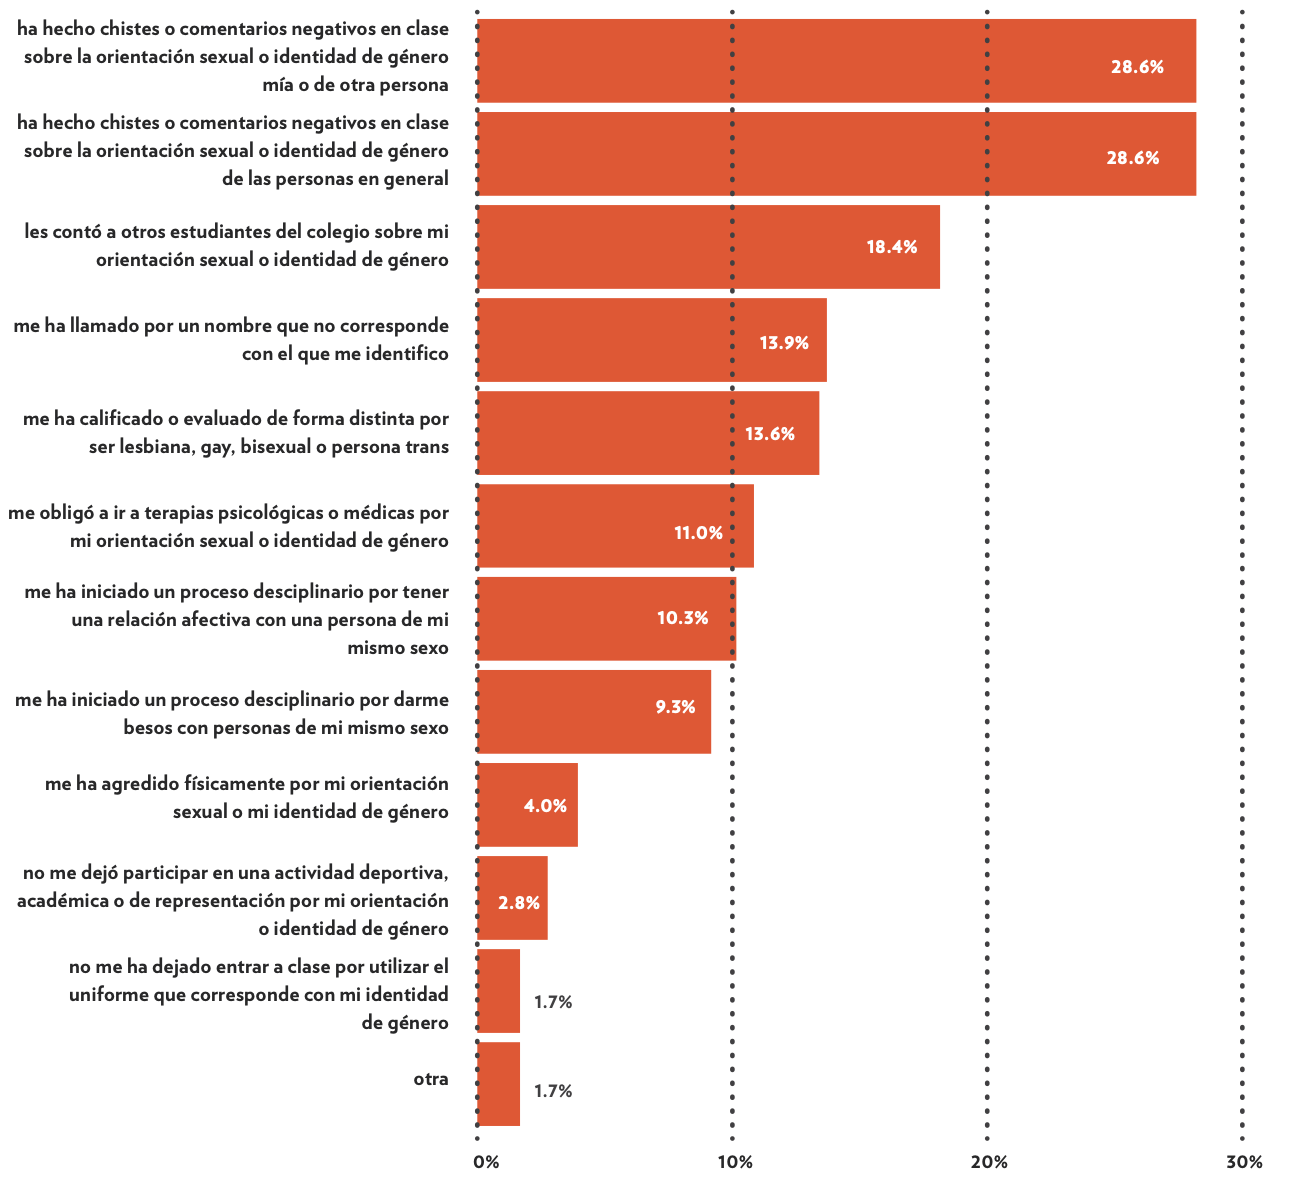 ha hecho chistes o comentarios negativos en clase
sobre la orientación sexual o identidad de género
mía o de otra persona
28.6%
ha hecho chistes o comentarios negativos en clase
sobre la orientación sexual o identidad de género
de las personas en general
28.6%
les contó a otros estudiantes del colegio sobre mi
orientación sexual o identidad de género
18.4%
me ha llamado por un nombre que no corresponde
con el que me identifico
13.9%
me ha calificado o evaluado de forma distinta por
ser lesbiana, gay, bisexual o persona trans
13.6%
me obligó a ir a terapias psicológicas o médicas por
mi orientación sexual o identidad de género
11.0%
me ha iniciado un proceso desciplinario por tener
una relación afectiva con una persona de mi
mismo sexo
10.3%
me ha iniciado un proceso desciplinario por darme
besos con personas de mi mismo sexo
9.3%
me ha agredido físicamente por mi orientación
sexual o mi identidad de género
4.0%
no me dejó participar en una actividad deportiva,
académica o de representación por mi orientación
o identidad de género
2.8%
no me ha dejado entrar a clase por utilizar el
uniforme que corresponde con mi identidad
de género
1.7%
otra
1.7%
0% 10% 20% 30%